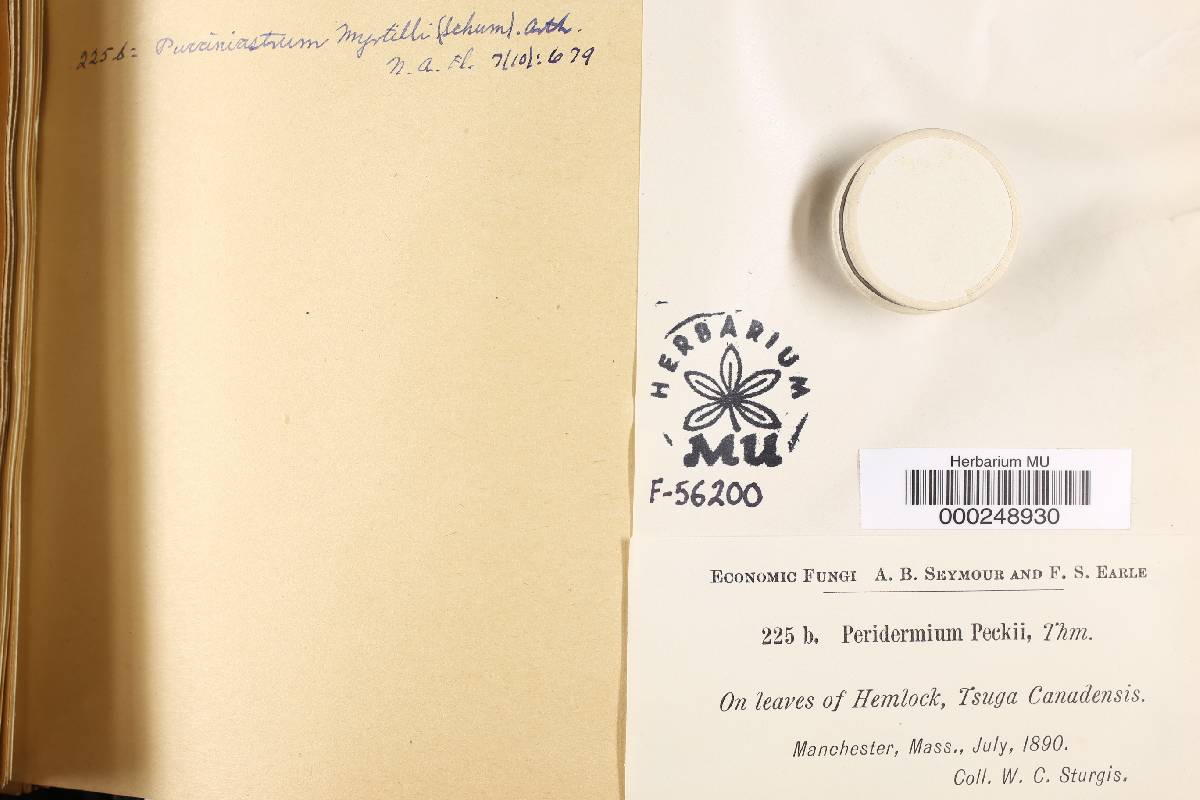 225 b = Pucciniastrum Myrtilli (Schum). Arth.
N. A. Fl. 7(10): 679
HERBARIUM
MU
F-56200
Herbarium MU
000248930
ECONOMIC FUNGI A. B. SEYMOUR AND F. S. EARLE
225 b. Peridermium Peckii, Thm.
On leaves of Hemlock, Tsuga Canadensis.
Manchester, Mass., July, 1890.
Coll. W. C. Sturgis.